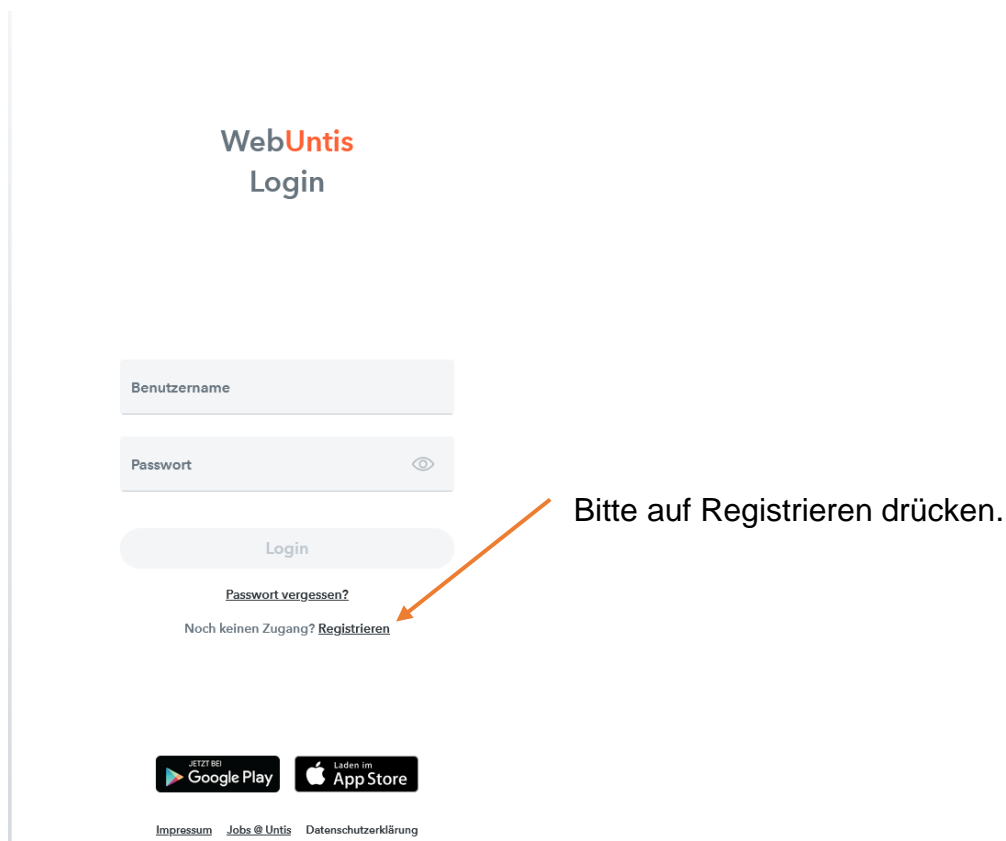 WebUntis
Login
Benutzername
Passwort
Bitte auf Registrieren drücken.
Login
Passwort vergessen?
Noch keinen Zugang? Registrieren
JETZT BEI
Google Play
Laden im
App Store
Impressum Jobs @ Untis Datenschutzerklärung